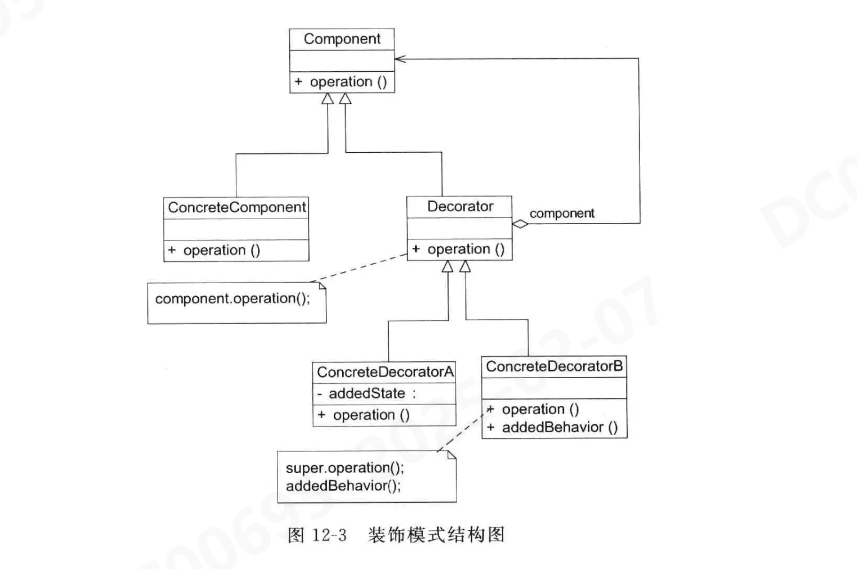 Component
+ operation ()
ConcreteComponent
+ operation ()
Decorator
+ operation ()
component
component.operation();
ConcreteDecoratorA
- addedState :
+ operation ()
ConcreteDecoratorB
+ operation ()
+ addedBehavior ()
super.operation();
addedBehavior();
图 12-3 装饰模式结构图